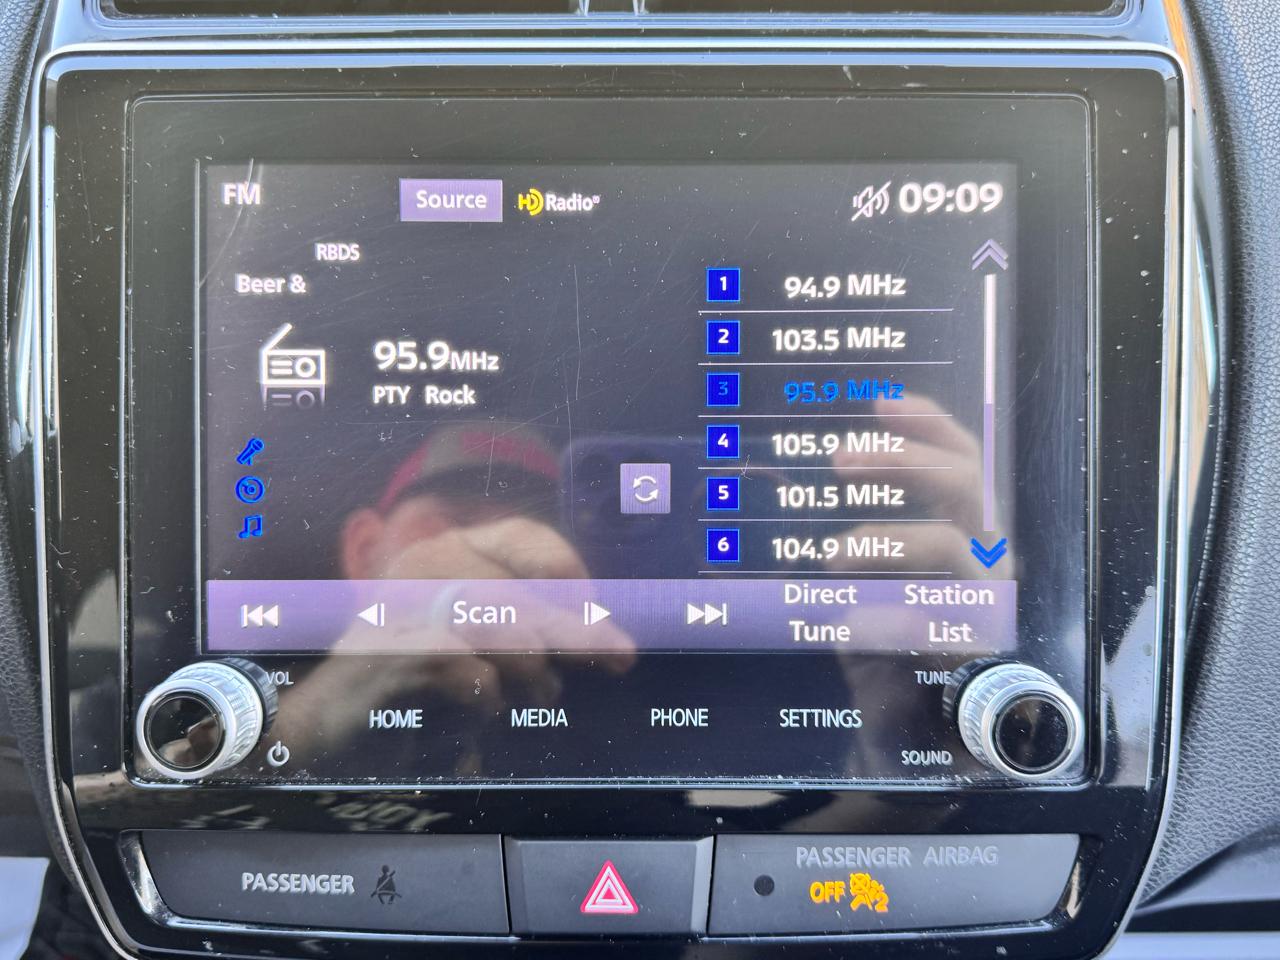 FM
Source
HD Radio®
09:09
RBDS
Beer &
95.9MHz
PTY Rock
1 94.9 MHz
2 103.5 MHz
3 95.9 MHz
4 105.9 MHz
5 101.5 MHz
6 104.9 MHz
Scan
Direct
Tune
Station
List
VOL
TUNE
HOME
MEDIA
PHONE
SETTINGS
SOUND
PASSENGER
PASSENGER AIRBAG
OFF
2